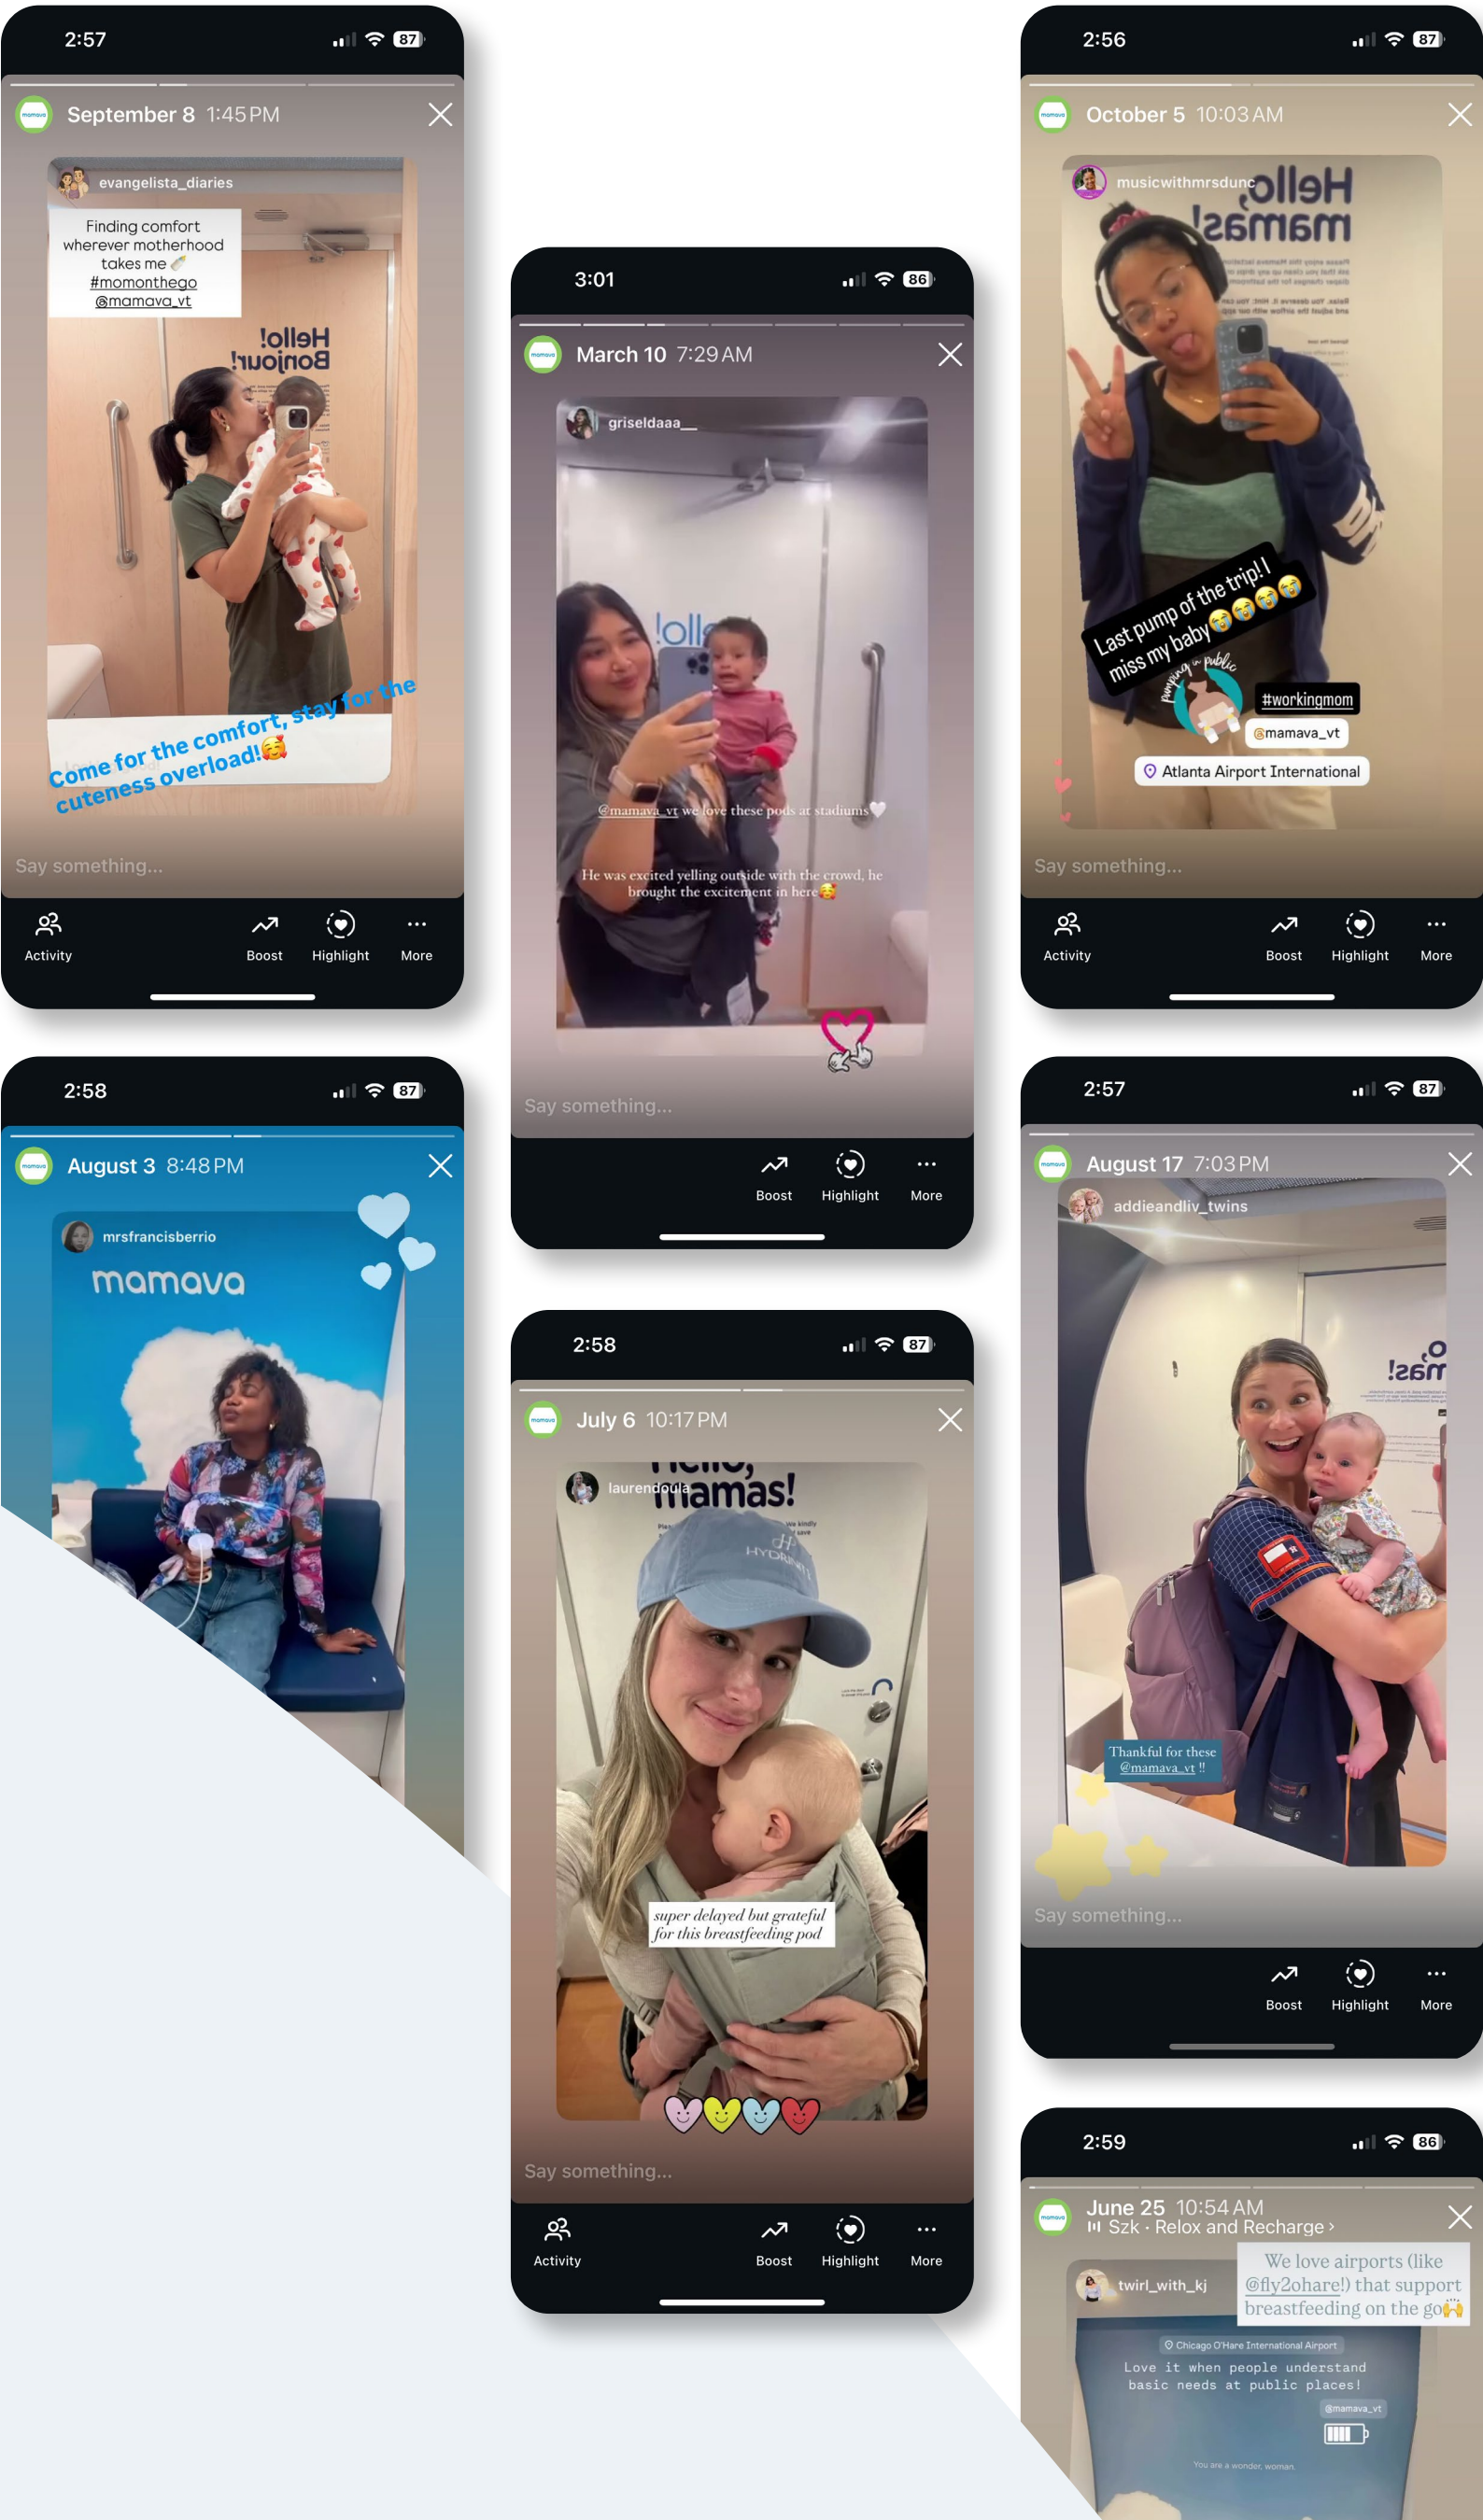 2:57
87
September 8 1:45 PM
evangelista_diaries
Finding comfort
wherever motherhood
takes me 🍼
#momonthego
@mamava_vt
Hello!
Bonjour!
Come for the comfort, stay for the
cuteness overload!🥰
Say something...
Activity
Boost
Highlight
More
3:01
86
mamava
March 10 7:29 AM
griseldaaa__
@mamava_vt we love these pods at stadiums🤍
He was excited yelling outside with the crowd, he
brought the excitement in here🥰
Say something...
Boost
Highlight
More
2:56
87
October 5 10:03 AM
musicwithmrsdunc
Hello,
mamas!
Last pump of the trip! I
miss my baby😭😭😭😭
pumping in public
#workingmom
@mamava_vt
Atlanta Airport International
Say something...
Activity
Boost
Highlight
More
2:58
87
mamava
August 3 8:48 PM
mrsfrancisberrio
mamava
2:58
87
mamava
July 6 10:17 PM
laurendoula
Hello,
mamas!
super delayed but grateful
for this breastfeeding pod
Say something...
Activity
Boost
Highlight
More
2:57
87
mamava
August 17 7:03 PM
addieandliv_twins
Thankful for these
@mamava_vt !!
Say something...
Boost
Highlight
More
2:59
86
mamava
June 25 10:54 AM
Szk · Relox and Recharge ›
twirl_with_kj
We love airports (like
@fly2ohare!) that support
breastfeeding on the go🙌
Chicago O'Hare International Airport
Love it when people understand
basic needs at public places!
@mamava_vt
You are a wonder, woman.